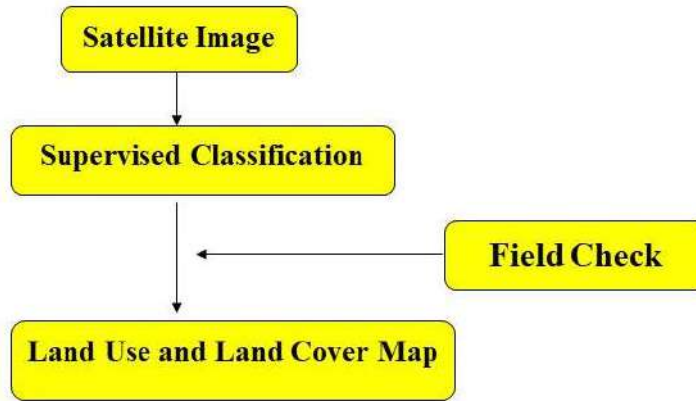 Satellite Image
Supervised Classification
Field Check
Land Use and Land Cover Map